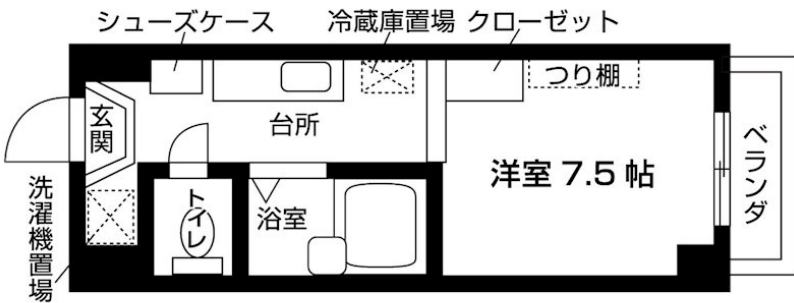 シューズケース
冷蔵庫置場
クローゼット
つり棚
玄関
台所
洋室 7.5 帖
ベランダ
トイレ
浴室
洗濯機置場